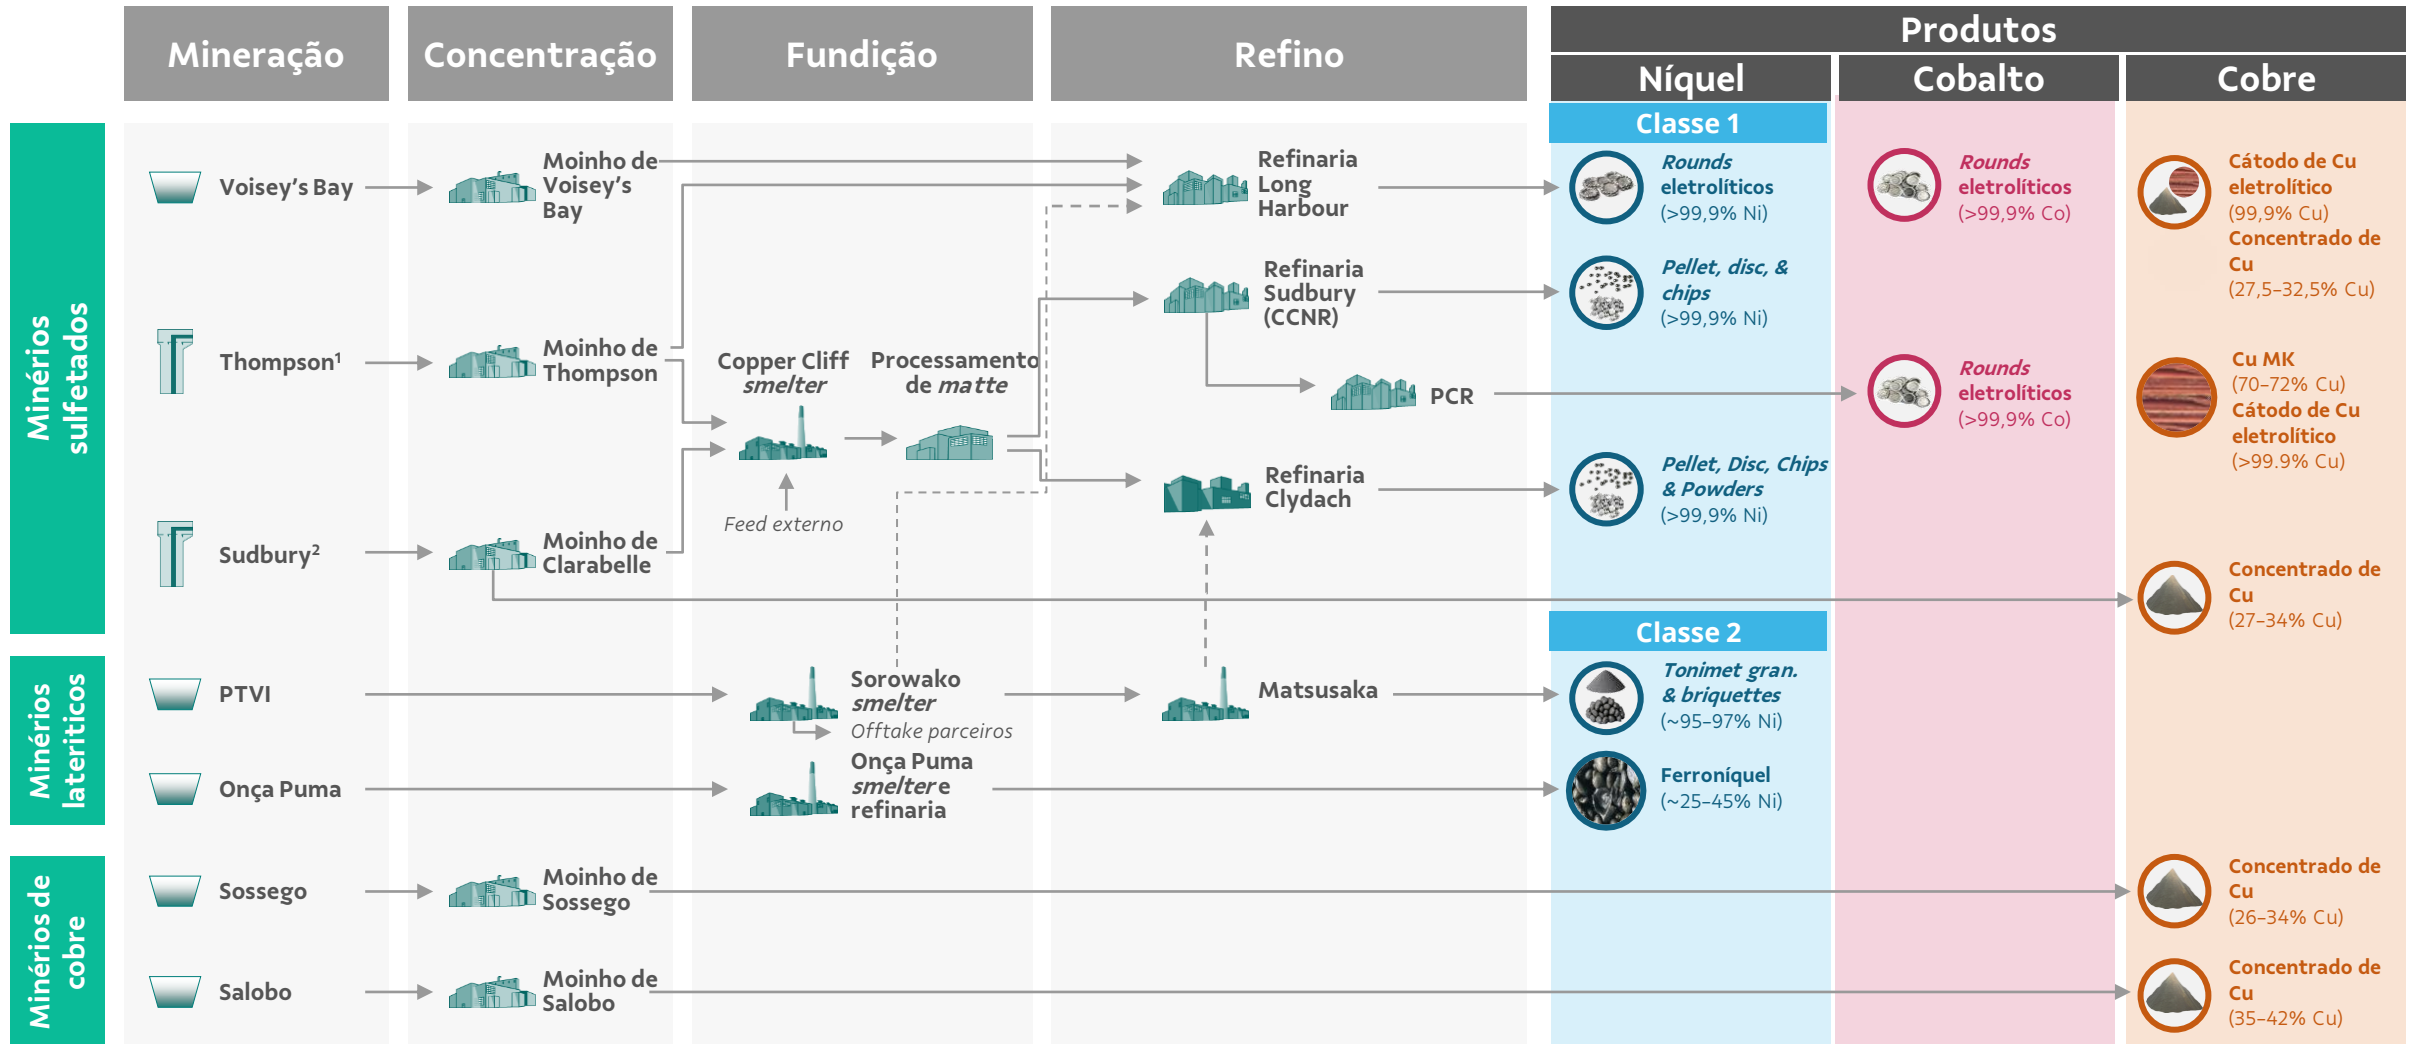 Mineração
Concentração
Fundição
Refino
Produtos
Níquel
Cobalto
Cobre
Minérios
sulfetados
Minérios
lateriticos
Minérios de
cobre
Classe 1
Voisey's Bay
Moinho de
Voisey's
Bay
Refinaria
Long
Harbour
Rounds
eletrolíticos
(>99,9% Ni)
Rounds
eletrolíticos
(>99,9% Co)
Cátodo de Cu
eletrolítico
(99,9% Cu)
Concentrado de
Cu
(27,5–32,5% Cu)
Refinaria
Sudbury
(CCNR)
Pellet, disc, &
chips
(>99,9% Ni)
Thompson¹
Moinho de
Thompson
Copper Cliff
smelter
Processamento
de matte
PCR
Rounds
eletrolíticos
(>99,9% Co)
Cu MK
(70–72% Cu)
Cátodo de Cu
eletrolítico
(>99.9% Cu)
Feed externo
Refinaria
Clydach
Pellet, Disc, Chips
& Powders
(>99,9% Ni)
Sudbury²
Moinho de
Clarabelle
Concentrado de
Cu
(27–34% Cu)
Classe 2
PTVI
Sorowako
smelter
Offtake parceiros
Matsusaka
Tonimet gran.
& briquettes
(~95–97% Ni)
Onça Puma
Onça Puma
smelter e
refinaria
Ferroníquel
(~25–45% Ni)
Sossego
Moinho de
Sossego
Concentrado de
Cu
(26–34% Cu)
Salobo
Moinho de
Salobo
Concentrado de
Cu
(35–42% Cu)